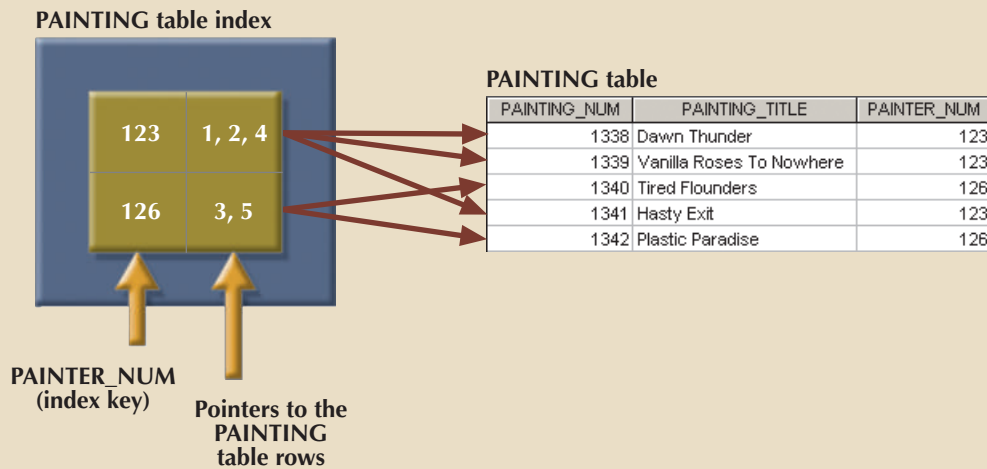 PAINTING table index
123 1, 2, 4
126 3, 5
PAINTER_NUM
(index key)
Pointers to the
PAINTING
table rows
PAINTING table
PAINTING_NUM PAINTING_TITLE PAINTER_NUM
1338 Dawn Thunder 123
1339 Vanilla Roses To Nowhere 123
1340 Tired Flounders 126
1341 Hasty Exit 123
1342 Plastic Paradise 126